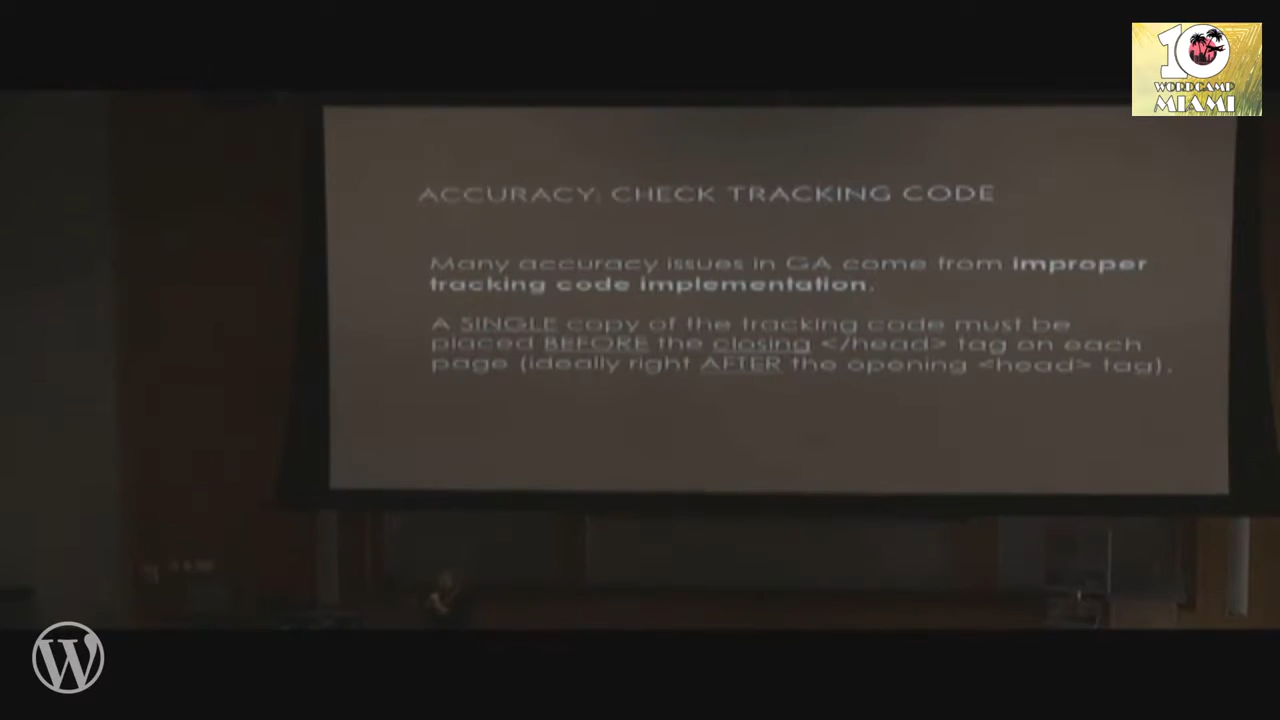 10
WORDCAMP
MIAMI
ACCURACY: CHECK TRACKING CODE
Many accuracy issues in GA come from improper
tracking code implementation.
A SINGLE copy of the tracking code must be
placed BEFORE the closing </head> tag on each
page (ideally right AFTER the opening <head> tag).
W